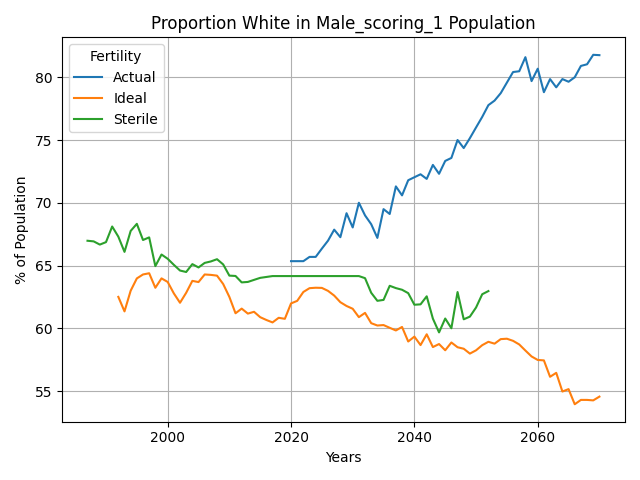 Proportion White in Male_scoring_1 Population
Fertility
Actual
Ideal
Sterile
80
75
70
65
60
55
% of Population
2000
2020
2040
2060
Years